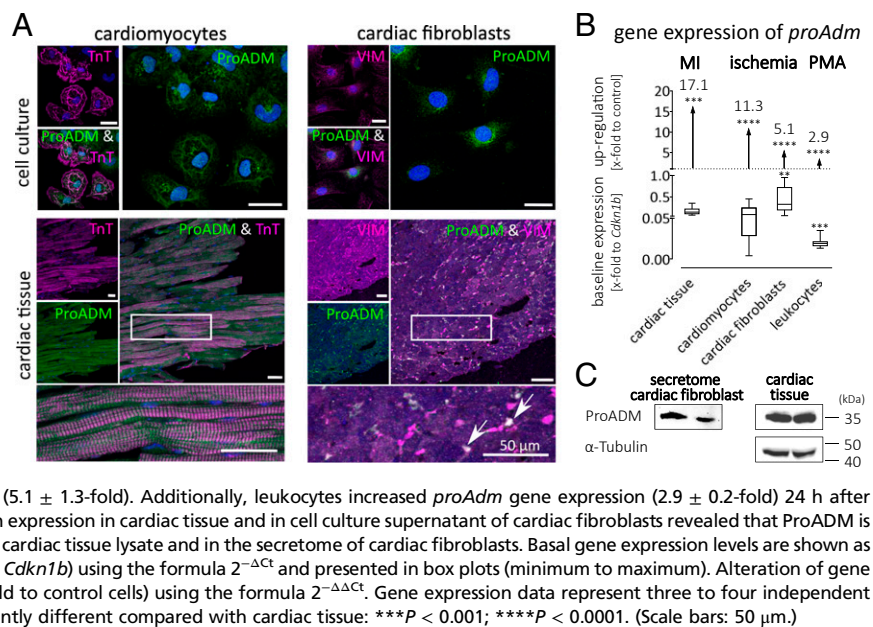 A
cardiomyocytes
cardiac fibroblasts
cell culture
TnT
ProADM
ProADM &
TnT
VIM
ProADM
ProADM &
VIM
cardiac tissue
TnT
ProADM & TnT
ProADM
VIM
ProADM & VIM
ProADM
50 μm
B
gene expression of proAdm
MI ischemia PMA
up-regulation
[x-fold to control]
20
15
10
5
17.1
***
11.3
****
5.1
****
2.9
****
baseline expression
[x-fold to Cdkn1b]
1.0
0.5
0.05
0.00
**
***
cardiac tissue
cardiomyocytes
cardiac fibroblasts
leukocytes
C
secretome
cardiac fibroblast
cardiac
tissue
(kDa)
ProADM
35
α-Tubulin
50
40
(5.1 ± 1.3-fold). Additionally, leukocytes increased proAdm gene expression (2.9 ± 0.2-fold) 24 h after
expression in cardiac tissue and in cell culture supernatant of cardiac fibroblasts revealed that ProADM is
cardiac tissue lysate and in the secretome of cardiac fibroblasts. Basal gene expression levels are shown as
Cdkn1b) using the formula 2−ΔCt and presented in box plots (minimum to maximum). Alteration of gene
ld to control cells) using the formula 2−ΔΔCt. Gene expression data represent three to four independent
ntly different compared with cardiac tissue: ***P < 0.001; ****P < 0.0001. (Scale bars: 50 μm.)